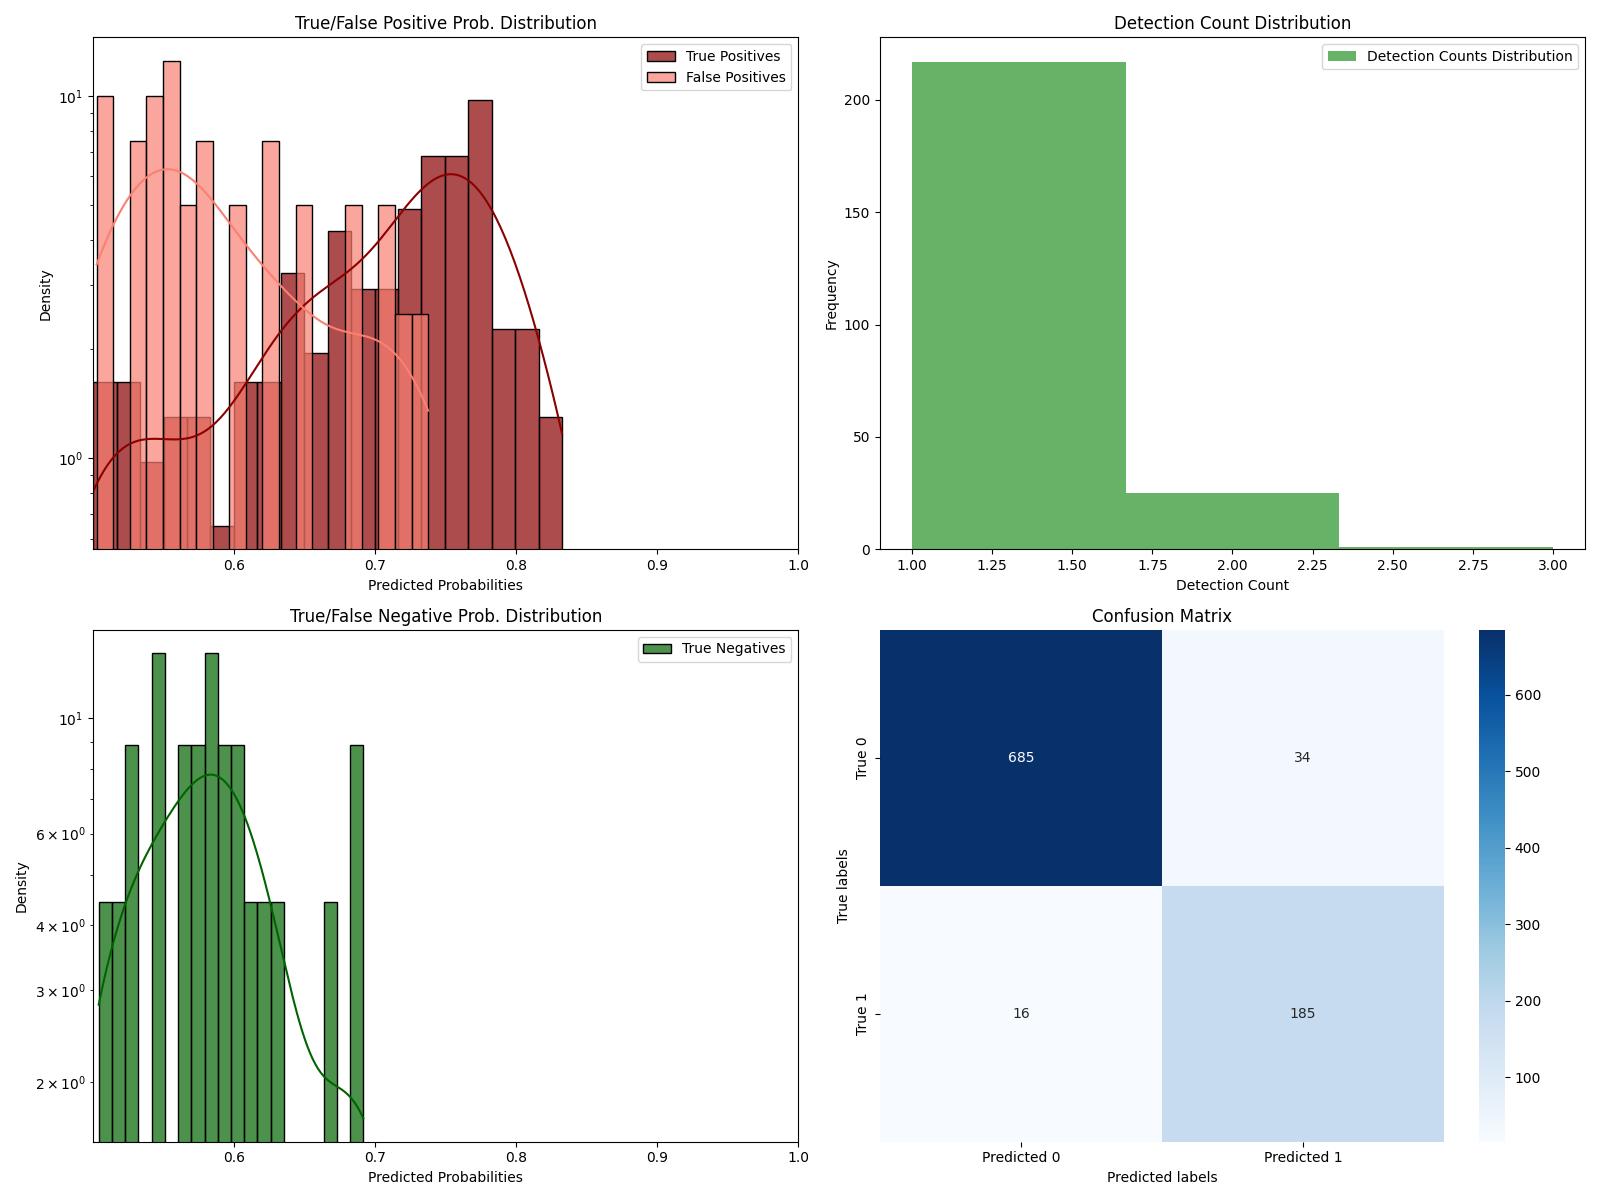 True/False Positive Prob. Distribution
True Positives
False Positives
10¹
10⁰
Density
0.6 0.7 0.8 0.9 1.0
Predicted Probabilities
Detection Count Distribution
Detection Counts Distribution
200
150
100
50
0
Frequency
1.00 1.25 1.50 1.75 2.00 2.25 2.50 2.75 3.00
Detection Count
True/False Negative Prob. Distribution
True Negatives
10¹
6 × 10⁰
4 × 10⁰
3 × 10⁰
2 × 10⁰
Density
0.6 0.7 0.8 0.9 1.0
Predicted Probabilities
Confusion Matrix
True 0
685 34
True labels
True 1
16 185
Predicted 0 Predicted 1
Predicted labels
600
500
400
300
200
100